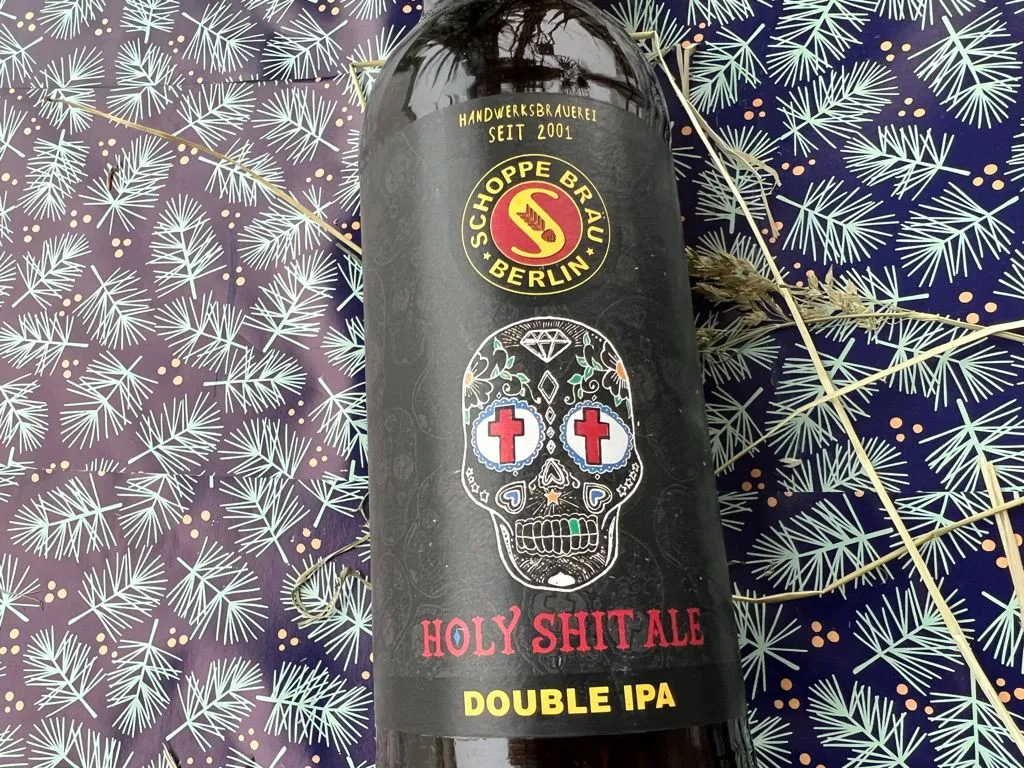 HANDWERKSBRAUEREI
SEIT 2001
SCHOPPE BRÄU
BERLIN
HOLY SHIT ALE
DOUBLE IPA